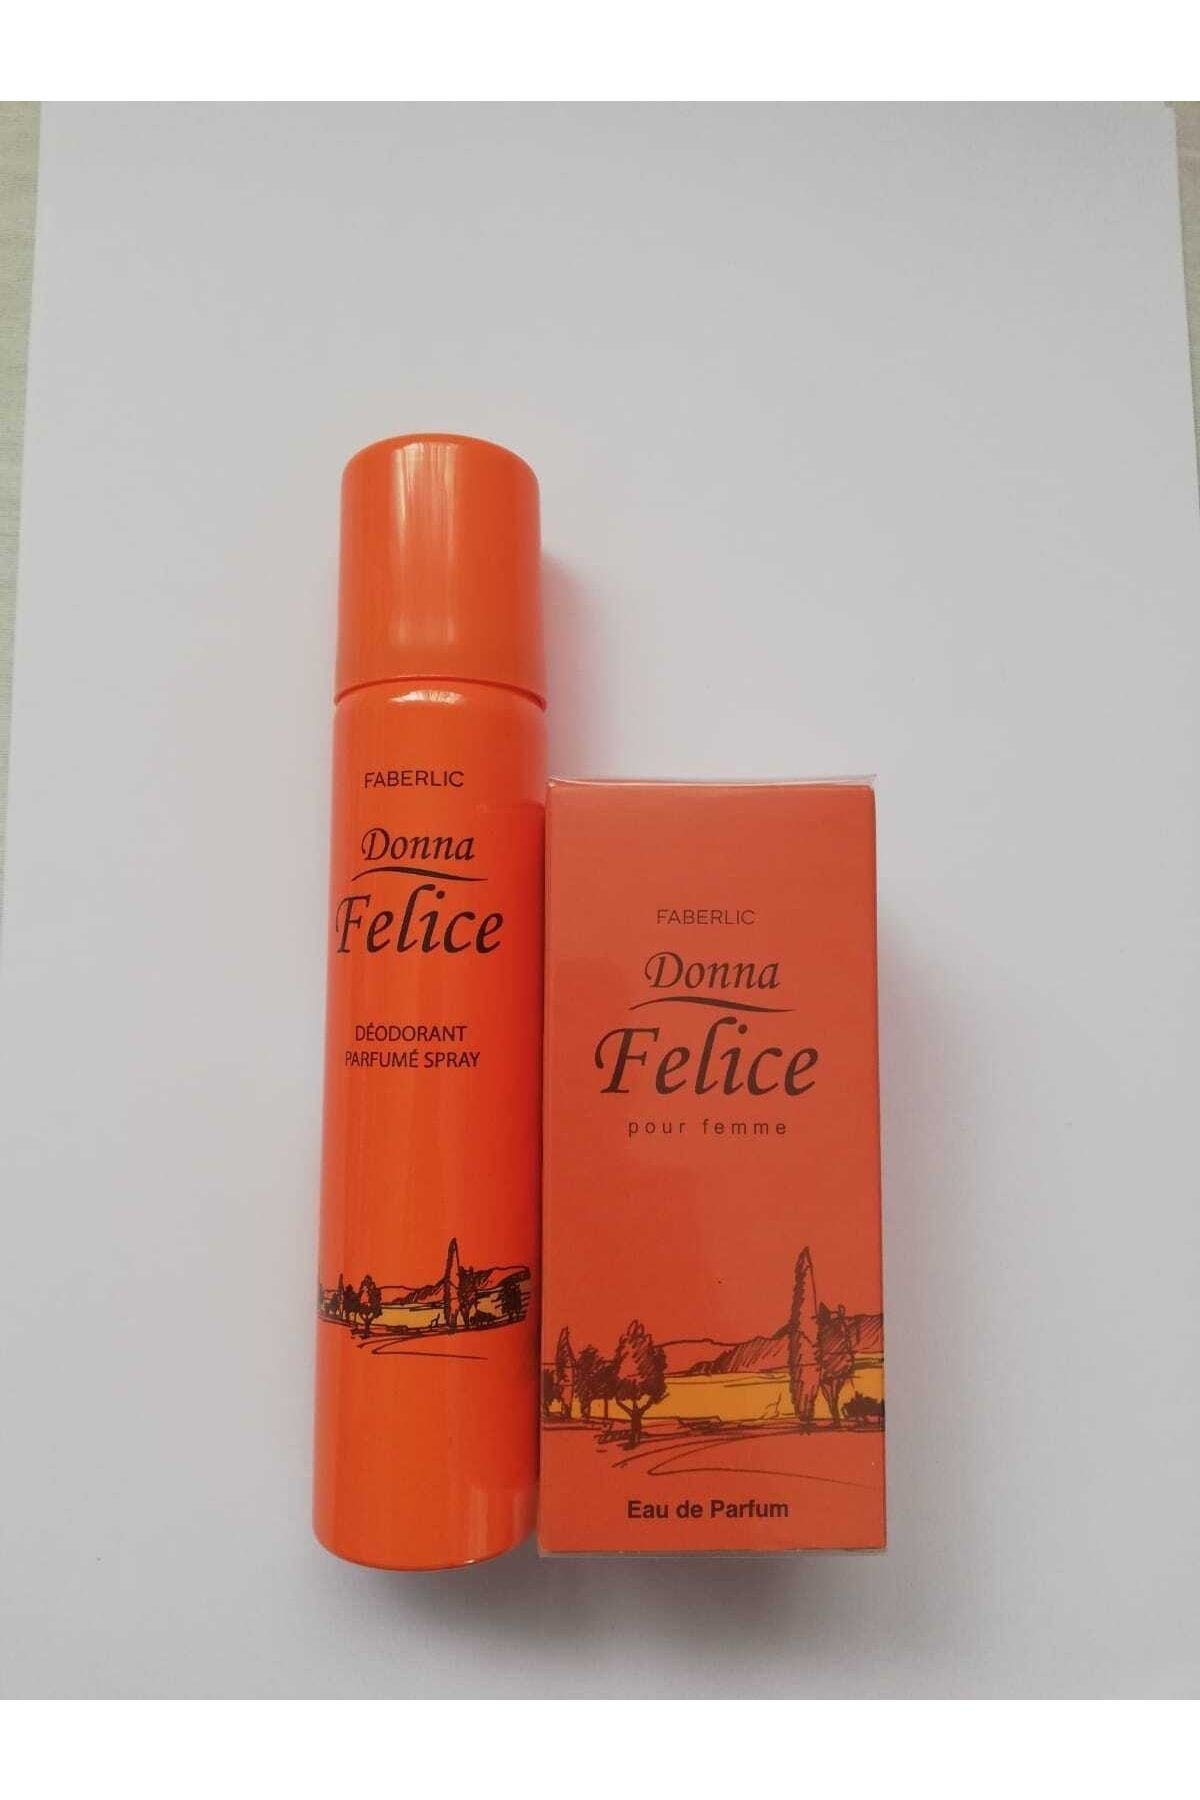 FABERLIC
Donna
Felice
DÉODORANT
PARFUMÉ SPRAY
FABERLIC
Donna
Felice
pour femme
Eau de Parfum